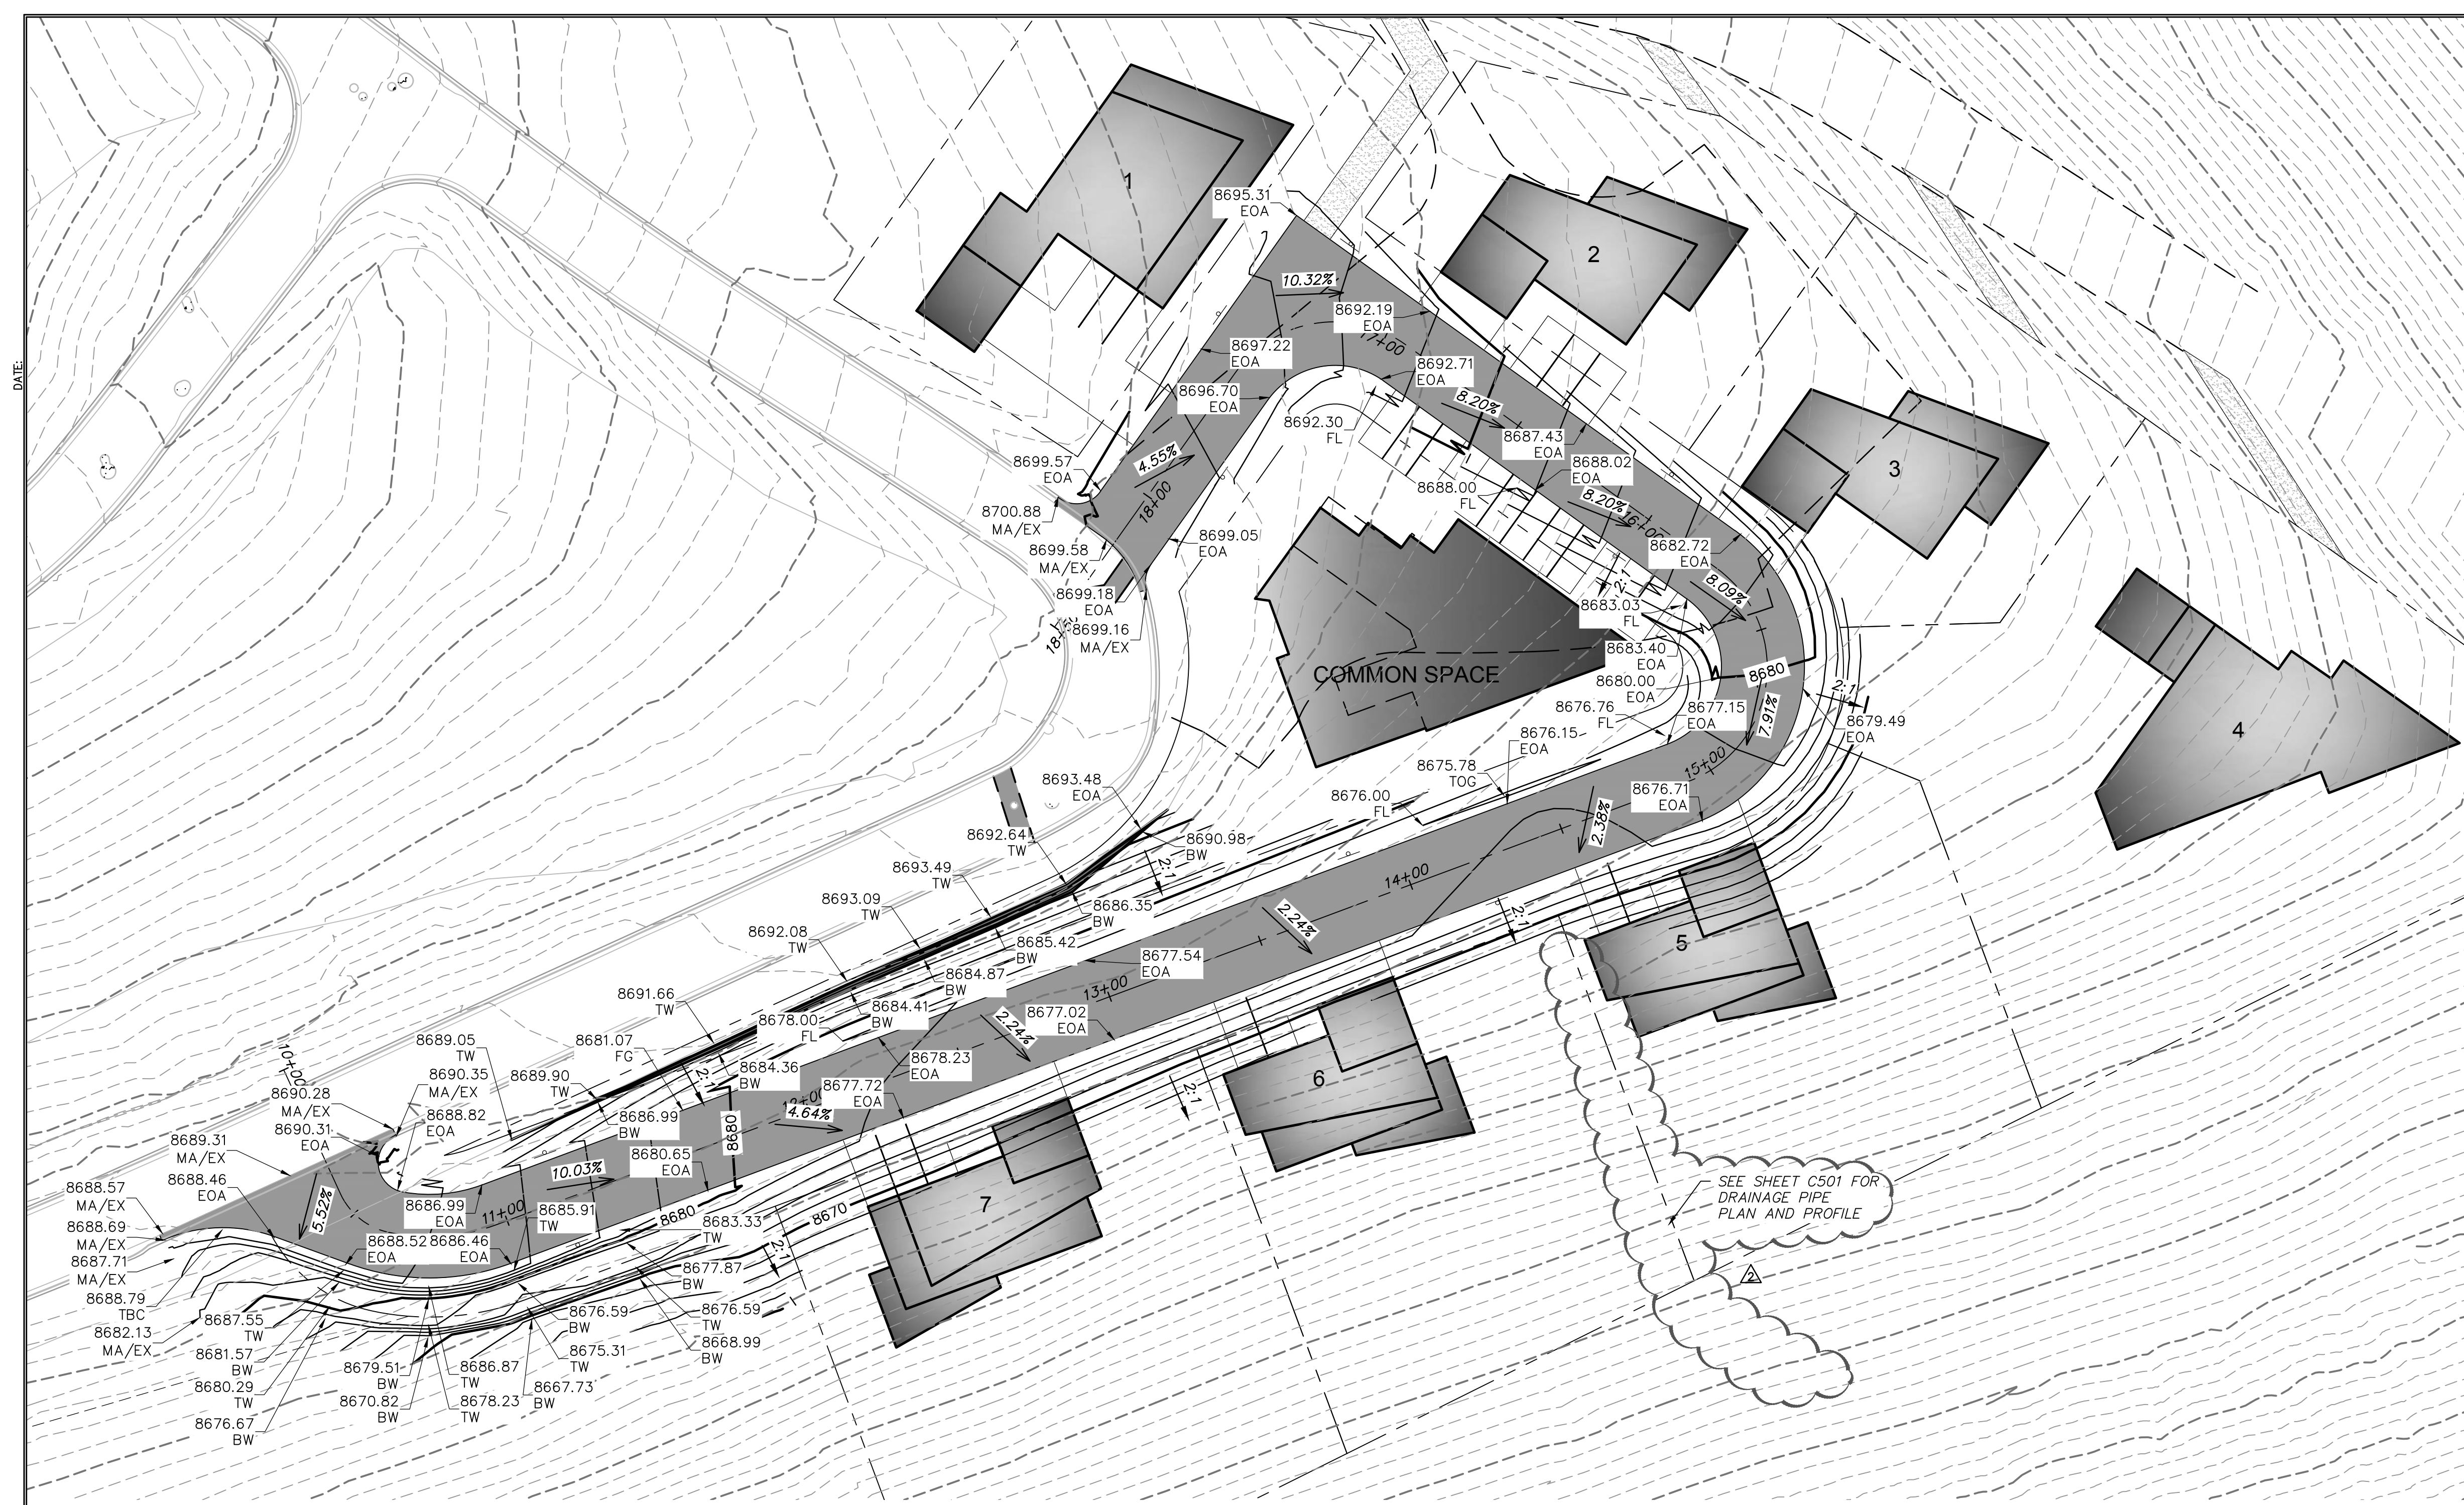 DATE:
1
8695.31
EOA
2
10.32%
8692.19
EOA
17+00
8697.22
EOA
8692.71
EOA
8696.70
EOA
8.20%
8692.30
FL
8687.43
EOA
3
8699.57
EOA
4.55%
8688.02
EOA
18+00
8688.00
FL
8.20%
16+00
8700.88
MA/EX
8699.05
EOA
8699.58
MA/EX
8682.72
EOA
2:1
8.09%
8699.18
EOA
8683.03
FL
8699.16
MA/EX
8683.40
EOA
COMMON SPACE
8680
8680.00
EOA
2:1
8676.76
FL
8677.15
EOA
7.91%
8679.49
EOA
4
8676.15
EOA
8675.78
TOG
15+00
8693.48
EOA
8676.00
FL
8676.71
EOA
2.38%
8692.64
TW
8690.98
BW
2:1
8693.49
TW
14+00
8693.09
TW
8686.35
BW
2.24%
2:1
8692.08
TW
8685.42
BW
5
8677.54
EOA
8684.87
BW
13+00
8691.66
TW
8684.41
BW
8678.00
FL
8677.02
EOA
2.24%
8689.05
TW
8681.07
FG
10+00
8690.35
MA/EX
8689.90
TW
8684.36
BW
2:1
8678.23
EOA
8677.72
EOA
6
2:1
8690.28
MA/EX
12+00
4.64%
8688.82
EOA
8686.99
BW
8690.31
EOA
8680
8689.31
MA/EX
8680.65
EOA
10.03%
8688.46
EOA
SEE SHEET C501 FOR
DRAINAGE PIPE
PLAN AND PROFILE
8688.57
MA/EX
5.52%
8686.99
EOA
11+00
8685.91
TW
8680
8670
7
8688.69
MA/EX
8683.33
TW
8688.52
EOA
8686.46
EOA
2:1
8687.71
MA/EX
8677.87
BW
2
8688.79
TBC
8687.55
TW
8676.59
BW
8676.59
TW
8682.13
MA/EX
8681.57
BW
8675.31
TW
8668.99
BW
8679.51
BW
8686.87
TW
8680.29
TW
8667.73
BW
8670.82
BW
8678.23
TW
8676.67
BW